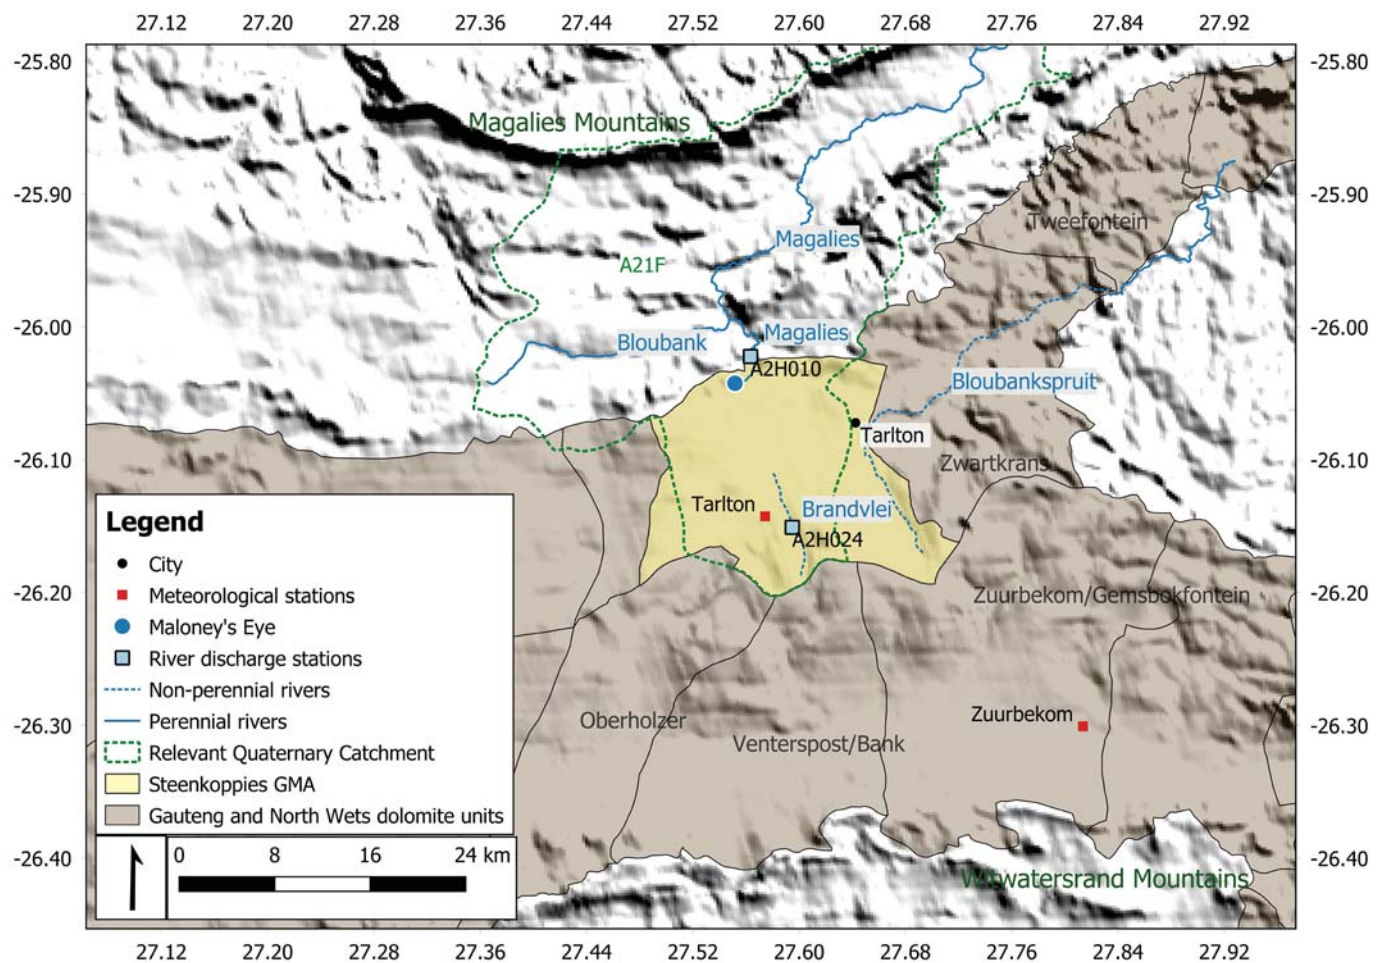 27.12 27.20 27.28 27.36 27.44 27.52 27.60 27.68 27.76 27.84 27.92
-25.80 -25.80
Magalies Mountains
-25.90 -25.90
Tweefontein
Magalies
A21F
-26.00 -26.00
Bloubank Magalies
A2H010
Bloubankspruit
Tarlton
-26.10 -26.10
Zwartkrans
Tarlton Brandvlei
A2H024
-26.20 -26.20
Zuurbekom/Gemsbokfontein
Oberholzer
Zuurbekom
-26.30 -26.30
Venterspost/Bank
-26.40 -26.40
Witwatersrand Mountains
Legend
City
Meteorological stations
Maloney's Eye
River discharge stations
Non-perennial rivers
Perennial rivers
Relevant Quaternary Catchment
Steenkoppies GMA
Gauteng and North Wets dolomite units
0 8 16 24 km
27.12 27.20 27.28 27.36 27.44 27.52 27.60 27.68 27.76 27.84 27.92